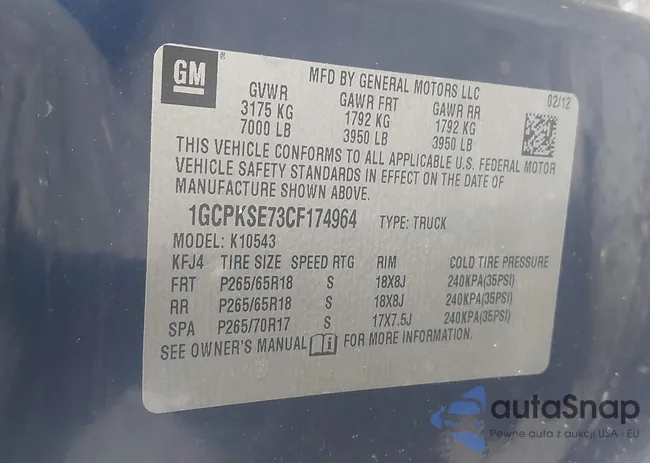 GM
MFD BY GENERAL MOTORS LLC
02/12
GVWR GAWR FRT GAWR RR
3175 KG 1792 KG 1792 KG
7000 LB 3950 LB 3950 LB
THIS VEHICLE CONFORMS TO ALL APPLICABLE U.S. FEDERAL MOTOR
VEHICLE SAFETY STANDARDS IN EFFECT ON THE DATE OF
MANUFACTURE SHOWN ABOVE.
1GCPKSE73CF174964 TYPE: TRUCK
MODEL: K10543
KFJ4 TIRE SIZE SPEED RTG RIM COLD TIRE PRESSURE
FRT P265/65R18 S 18X8J 240KPA(35PSI)
RR P265/65R18 S 18X8J 240KPA(35PSI)
SPA P265/70R17 S 17X7.5J 240KPA(35PSI)
SEE OWNER'S MANUAL FOR MORE INFORMATION.
autaSnap
Pewne auta z aukcji USA i EU